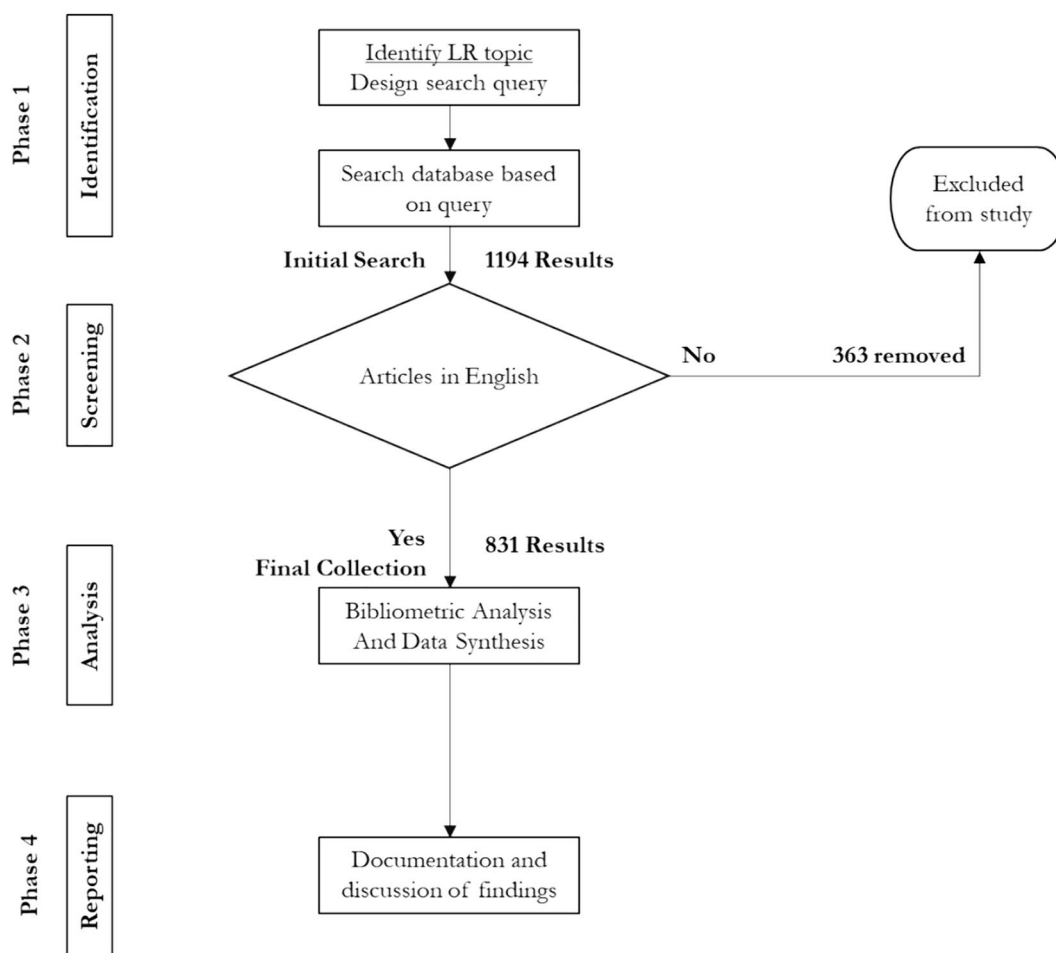 Phase 1
Identification
Identify LR topic
Design search query
Search database based
on query
Excluded
from study
Initial Search
1194 Results
Phase 2
Screening
Articles in English
No
363 removed
Yes
831 Results
Final Collection
Phase 3
Analysis
Bibliometric Analysis
And Data Synthesis
Phase 4
Reporting
Documentation and
discussion of findings